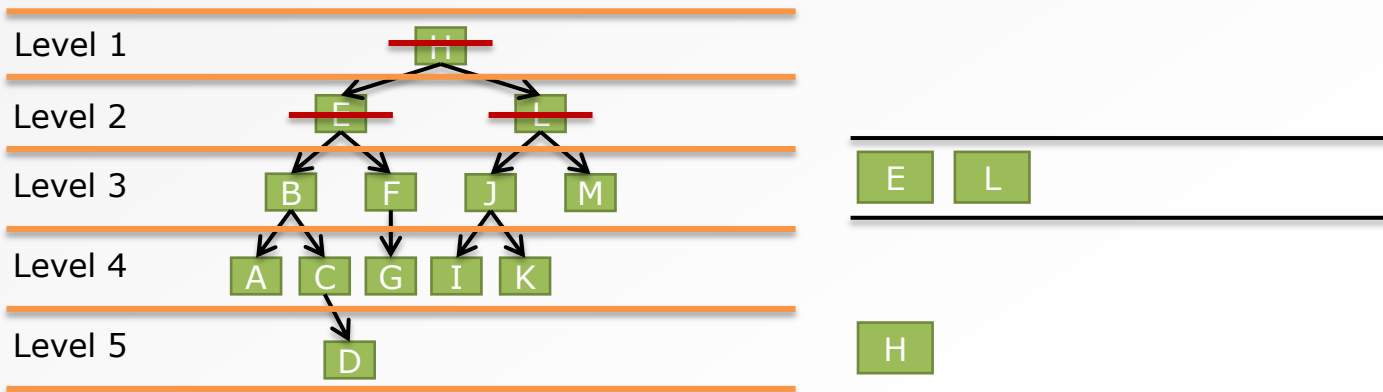 Level 1
H
Level 2
E L
Level 3
B F J M
E L
Level 4
A C G I K
Level 5
D
H